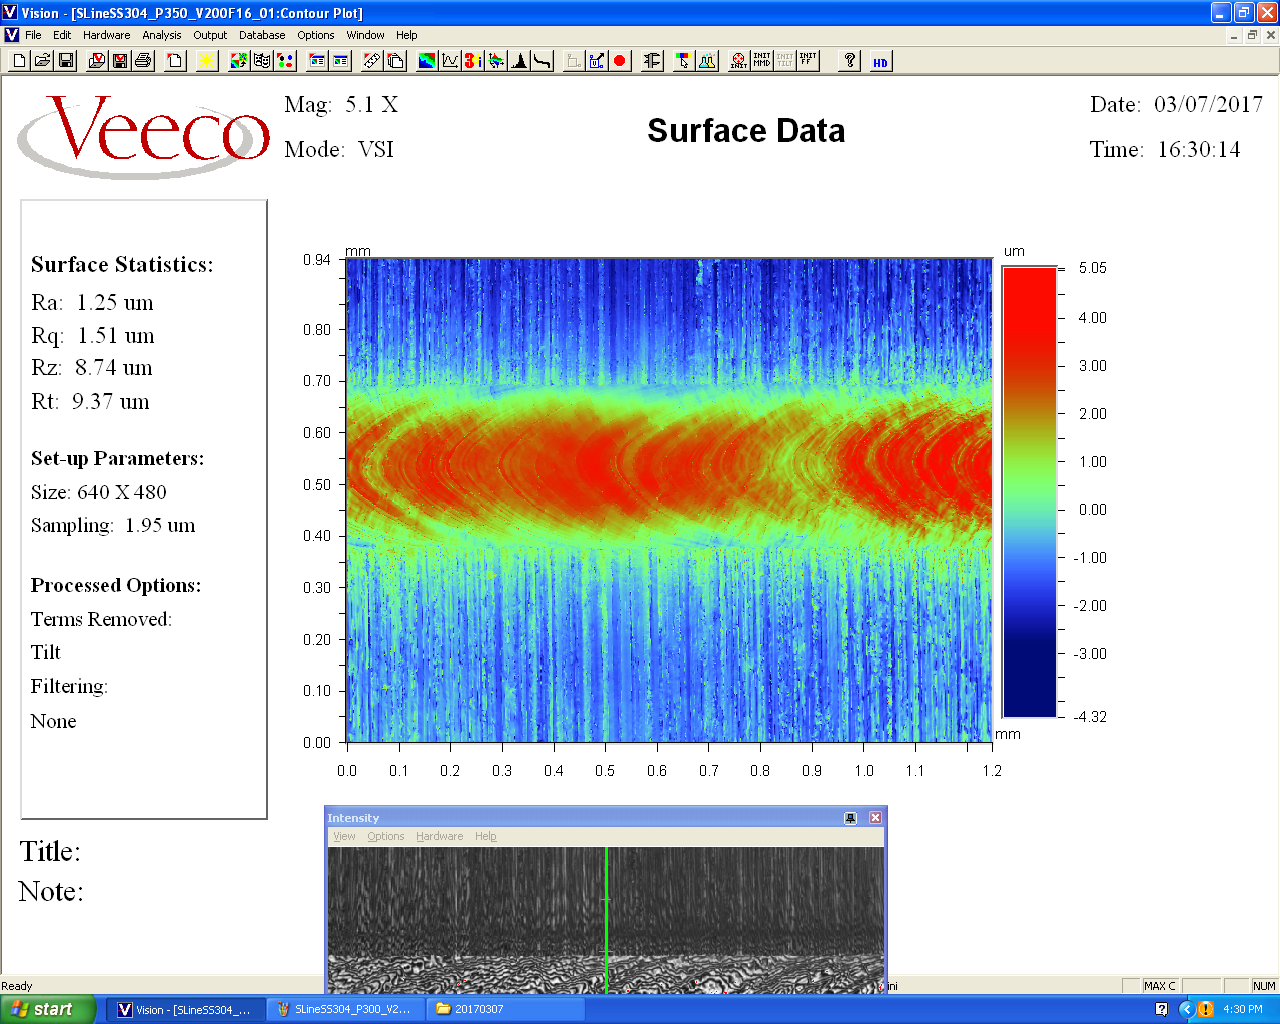 Vision - [SLineSS304_P350_V200F16_01:Contour Plot]
File Edit Hardware Analysis Output Database Options Window Help
INIT INIT MMD INIT TILT INIT FF ? HD
Veeco
Mag: 5.1 X
Mode: VSI
Surface Data
Date: 03/07/2017
Time: 16:30:14
Surface Statistics:
Ra: 1.25 um
Rq: 1.51 um
Rz: 8.74 um
Rt: 9.37 um
Set-up Parameters:
Size: 640 X 480
Sampling: 1.95 um
Processed Options:
Terms Removed:
Tilt
Filtering:
None
Title:
Note:
mm
0.94
0.80
0.70
0.60
0.50
0.40
0.30
0.20
0.10
0.00
0.0 0.1 0.2 0.3 0.4 0.5 0.6 0.7 0.8 0.9 1.0 1.1 1.2
mm
um
5.05
4.00
3.00
2.00
1.00
0.00
-1.00
-2.00
-3.00
-4.32
Intensity
View Options Hardware Help
Ready
ini
MAX C
NUM
start
Vision - [SLineSS304_...
SLineSS304_P300_V2...
20170307
4:30 PM